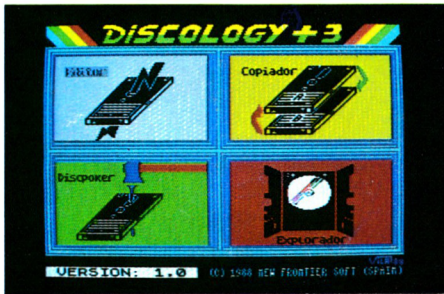 DiSCOLOGY +3
Editor
Copiador
Discpoker
Explorador
VERSION: 1.0 (C) 1988 NEW FRONTIER SOFT (SPAIN)